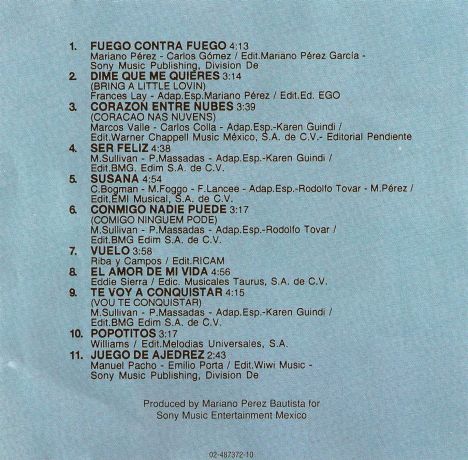 1. FUEGO CONTRA FUEGO 4:13
Mariano Pérez - Carlos Gómez / Edit.Mariano Pérez García -
Sony Music Publishing, Division De
2. DIME QUE ME QUIERES 3:14
(BRING A LITTLE LOVIN)
Frances Lay - Adap.Esp.Mariano Pérez / Edit.Ed. EGO
3. CORAZON ENTRE NUBES 3:39
(CORACAO NAS NUVENS)
Marcos Valle - Carlos Colla - Adap.Esp.-Karen Guindi /
Edit.Warner Chappell Music México, S.A. de C.V.- Editorial Pendiente
4. SER FELIZ 4:38
M.Sullivan - P.Massadas - Adap.Esp.-Karen Guindi /
Edit.BMG. Edim S.A. de C.V.
5. SUSANA 4:54
C.Bogman - M.Foggo - F.Lancee - Adap.Esp-Rodolfo Tovar - M.Pérez /
Edit.EMI Musical, S.A. de C.V.
6. CONMIGO NADIE PUEDE 3:17
(COMIGO NINGUEM PODE)
M.Sullivan - P.Massadas - Adap.Esp.-Rodolfo Tovar /
Edit.BMG Edim S.A. de C.V.
7. VUELO 3:58
Riba y Campos / Edit.RICAM
8. EL AMOR DE MI VIDA 4:56
Eddie Sierra / Edic. Musicales Taurus, S.A. de C.V.
9. TE VOY A CONQUISTAR 4:15
(VOU TE CONQUISTAR)
M.Sullivan - P.Massadas - Adap.Esp-Karen Guindi /
Edit.BMG Edim S.A. de C.V.
10. POPOTITOS 3:17
Williams / Edit.Melodias Universales, S.A.
11. JUEGO DE AJEDREZ 2:43
Manuel Pacho - Emilio Porta / Edit.Wiwi Music -
Sony Music Publishing, Division De
Produced by Mariano Perez Bautista for
Sony Music Entertainment Mexico
02-487372-10